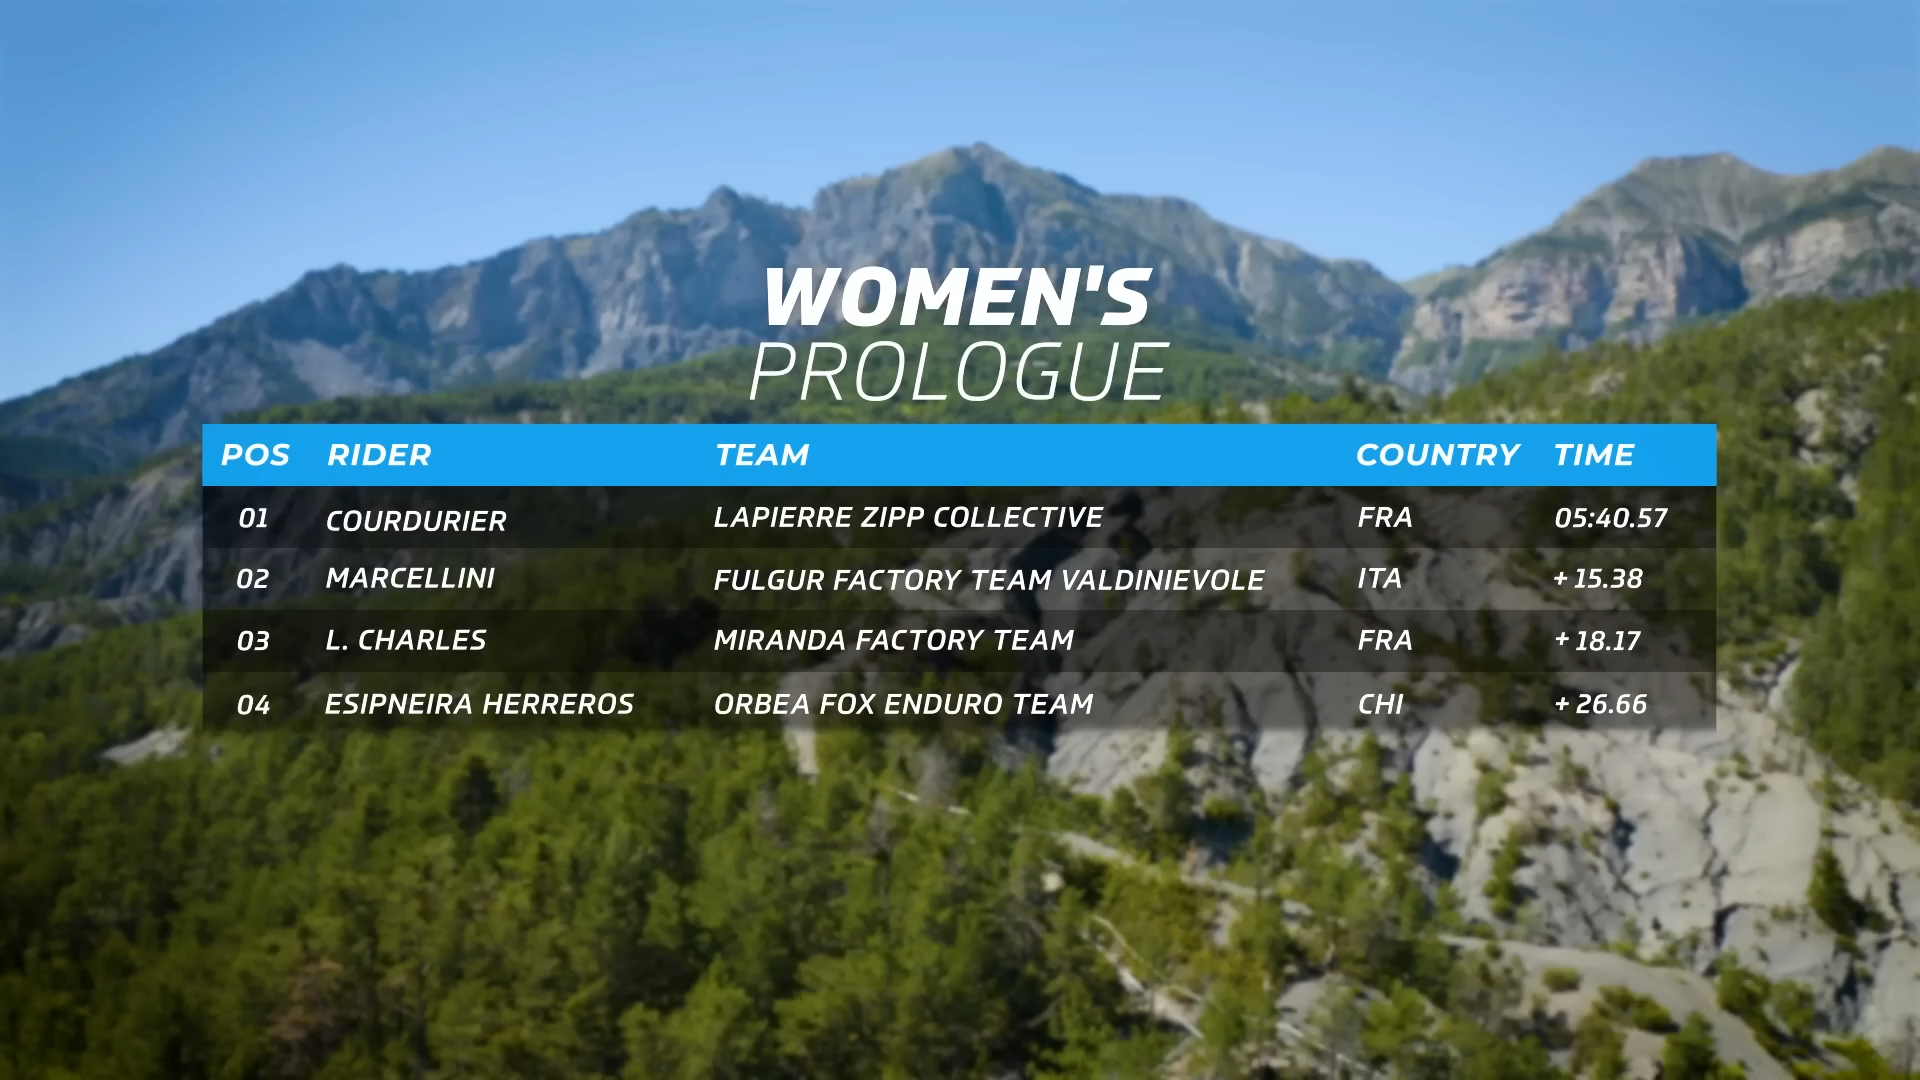 WOMEN'S
PROLOGUE
POS RIDER TEAM COUNTRY TIME
01 COURDURIER LAPIERRE ZIPP COLLECTIVE FRA 05:40.57
02 MARCELLINI FULGUR FACTORY TEAM VALDINIEVOLE ITA +15.38
03 L. CHARLES MIRANDA FACTORY TEAM FRA +18.17
04 ESIPNEIRA HERREROS ORBEA FOX ENDURO TEAM CHI +26.66